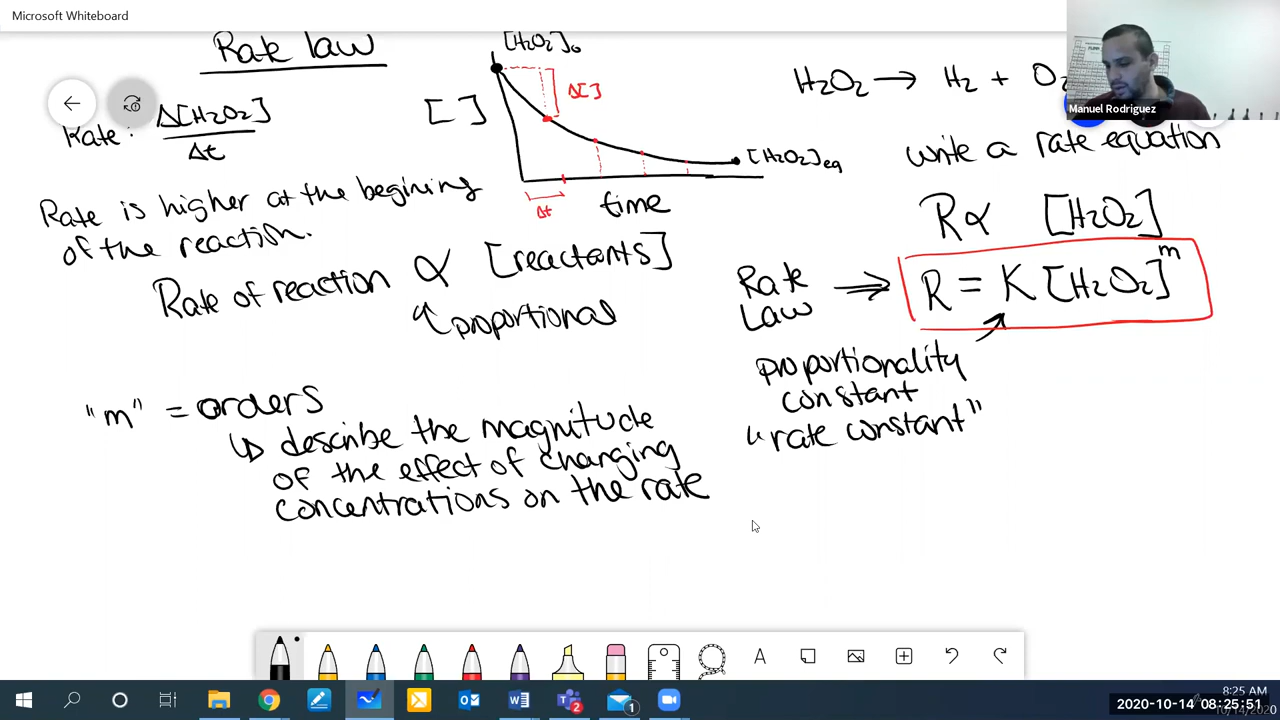 Microsoft Whiteboard
Rate law
Rate: Δ[H₂O₂]
Δt
Rate is higher at the begining
of the reaction.
Rate of reaction ∝ [reactants]
proportional
[H₂O₂]₀
[ ]
Δ[ ]
[H₂O₂]eq
Δt
time
H₂O₂ → H₂ + O₂
Manuel Rodriguez
write a rate equation
R∝ [H₂O₂]
Rate
Law
R = K [H₂O₂]ᵐ
proportionality
constant
"rate constant"
"m" = orders
↳ describe the magnitude
of the effect of changing
concentrations on the rate
A
2
1
8:25 AM
2020-10-14 08:25:51